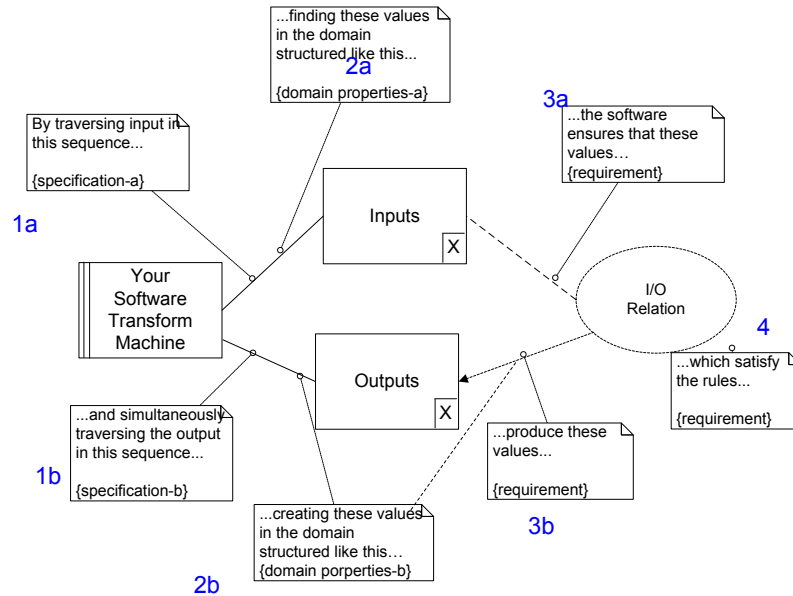 ...finding these values
in the domain
structured like this...
2a
{domain properties-a}
3a
By traversing input in
this sequence...
{specification-a}
...the software
ensures that these
values…
{requirement}
1a
Inputs
X
Your
Software
Transform
Machine
I/O
Relation
4
Outputs
X
...which satisfy
the rules...
{requirement}
...and simultaneously
traversing the output
in this sequence...
{specification-b}
1b
...produce these
values...
{requirement}
3b
...creating these values
in the domain
structured like this…
{domain porperties-b}
2b